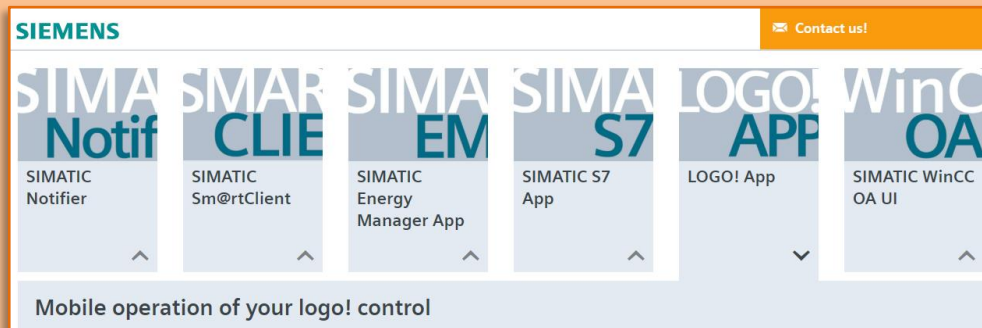 SIEMENS
Contact us!
SIMA
Notif
SMAR
CLIE
SIMA
EM
SIMA
S7
LOGO!
APP
WinC
OA
SIMATIC
Notifier
SIMATIC
Sm@rtClient
SIMATIC
Energy
Manager App
SIMATIC S7
App
LOGO! App
SIMATIC WinCC
OA UI
Mobile operation of your logo! control